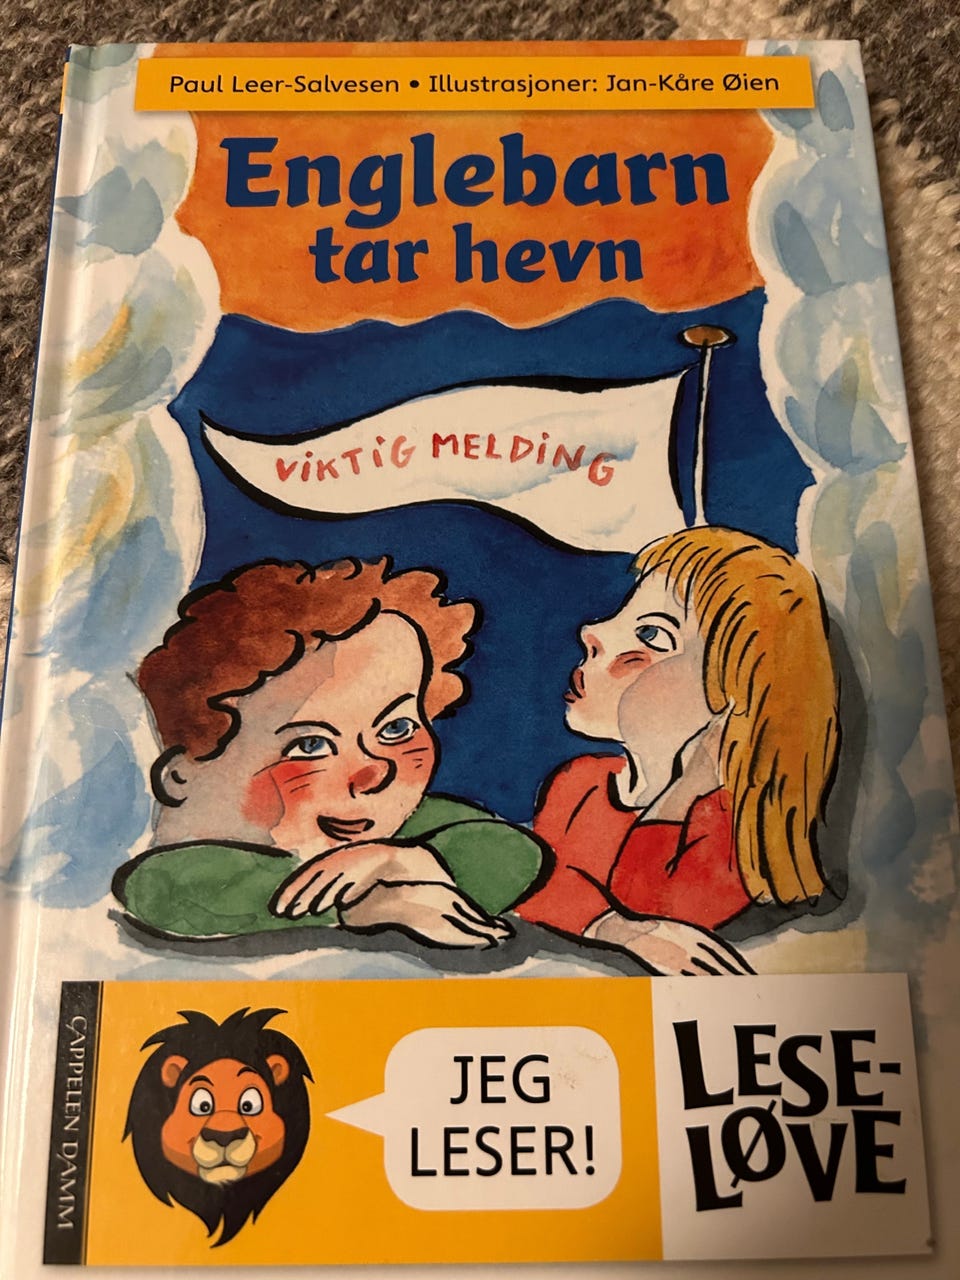 Paul Leer-Salvesen • Illustrasjoner: Jan-Kåre Øien
Englebarn
tar hevn
ViKTiG MELDiNG
CAPPELEN DAMM
JEG
LESER!
LESE-
LØVE